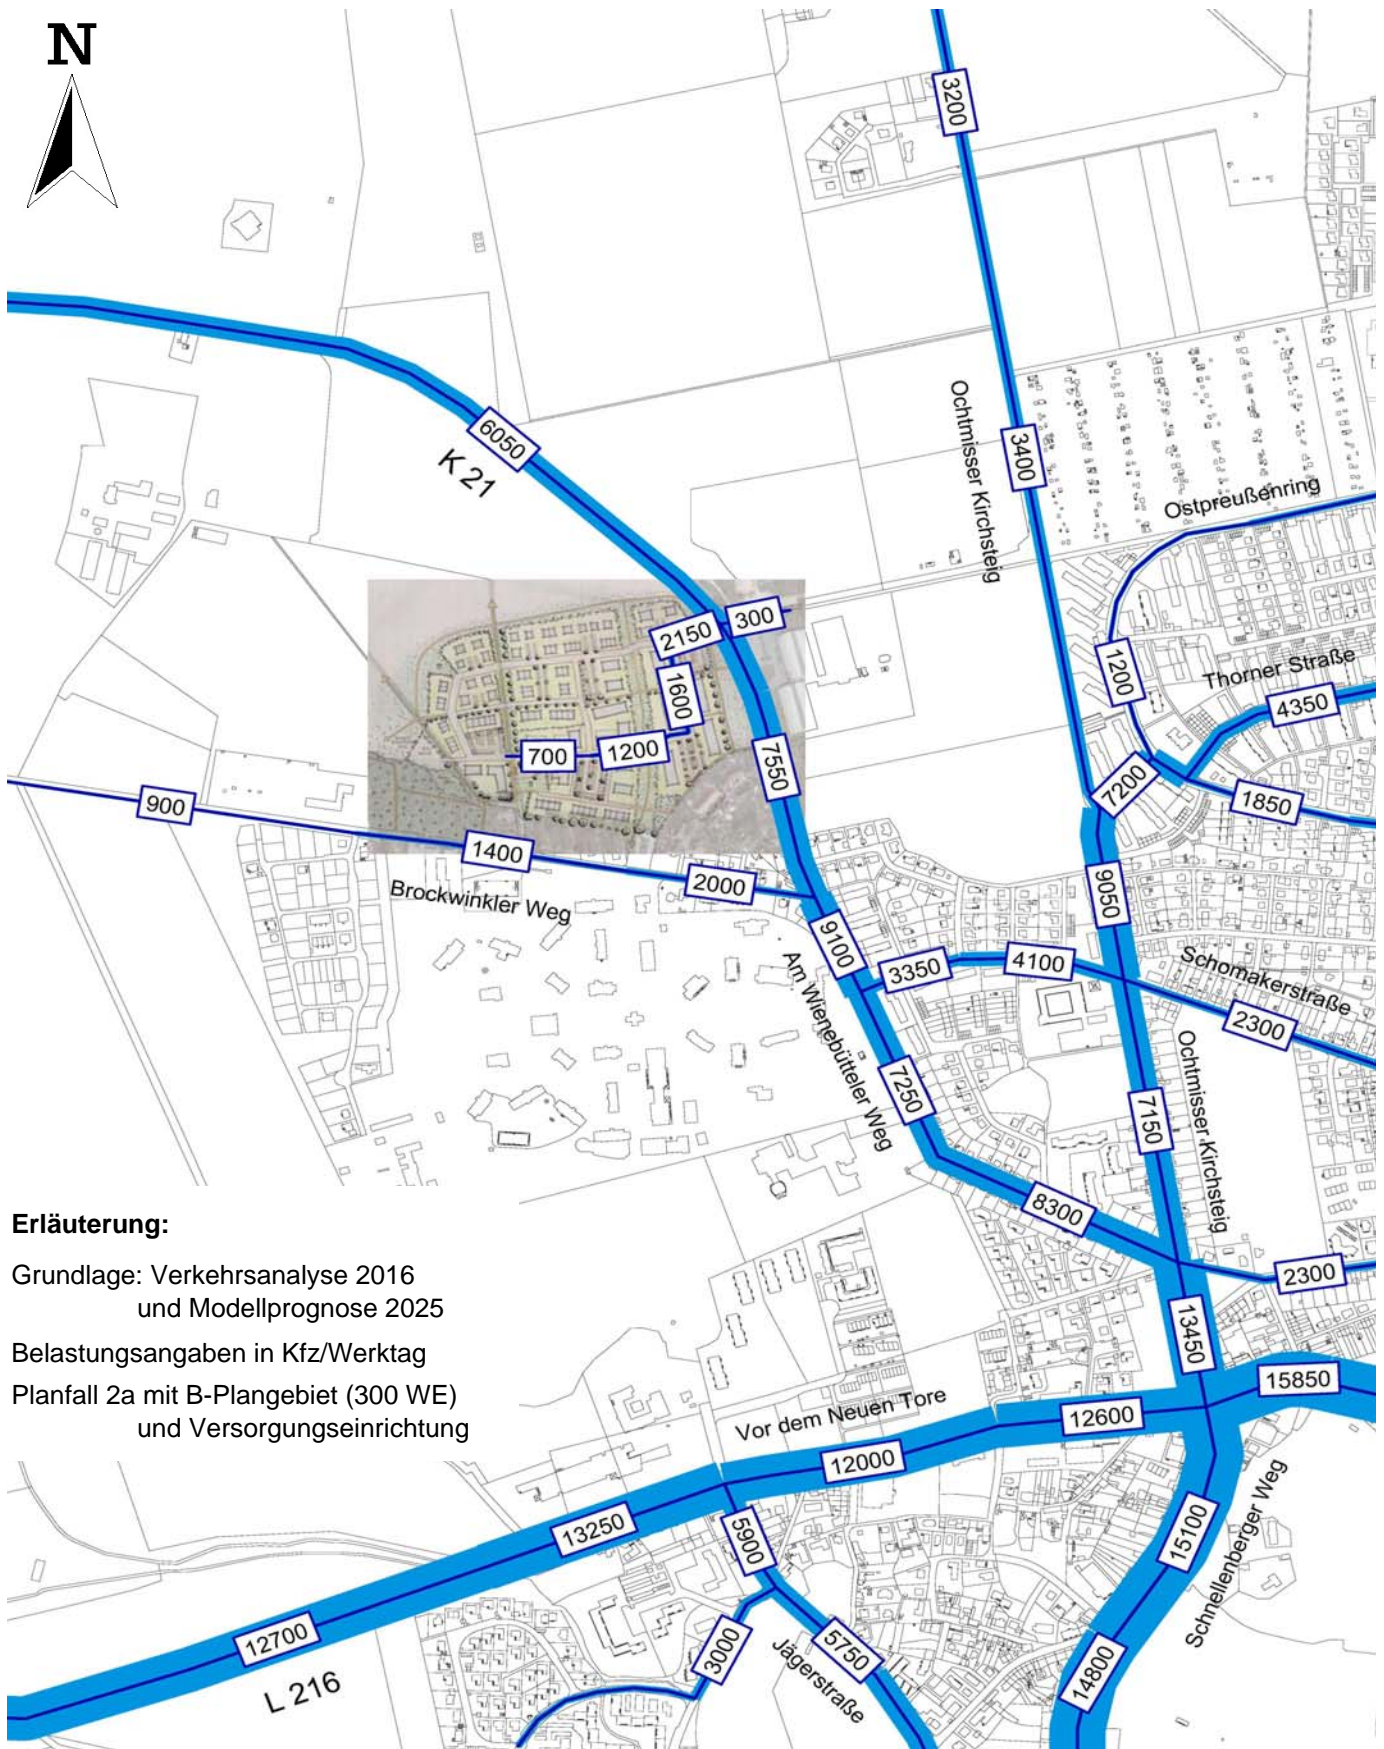 N
3200
6050
K 21
Ochtmisser Kirchsteig
3400
Ostpreußenring
2150
300
1600
1200
Thorner Straße
4350
700
1200
7550
7200
1850
900
1400
2000
Brockwinkler Weg
9050
9100
3350
4100
Schomakerstraße
2300
Am Wienebütteler Weg
7250
7150
Ochtmisser Kirchsteig
8300
2300
Erläuterung:
Grundlage: Verkehrsanalyse 2016
und Modellprognose 2025
Belastungsangaben in Kfz/Werktag
Planfall 2a mit B-Plangebiet (300 WE)
und Versorgungseinrichtung
13450
15850
Vor dem Neuen Tore
12600
12000
13250
5900
15100
Schnellenberger Weg
12700
L 216
3000
Jägerstraße
5750
14800